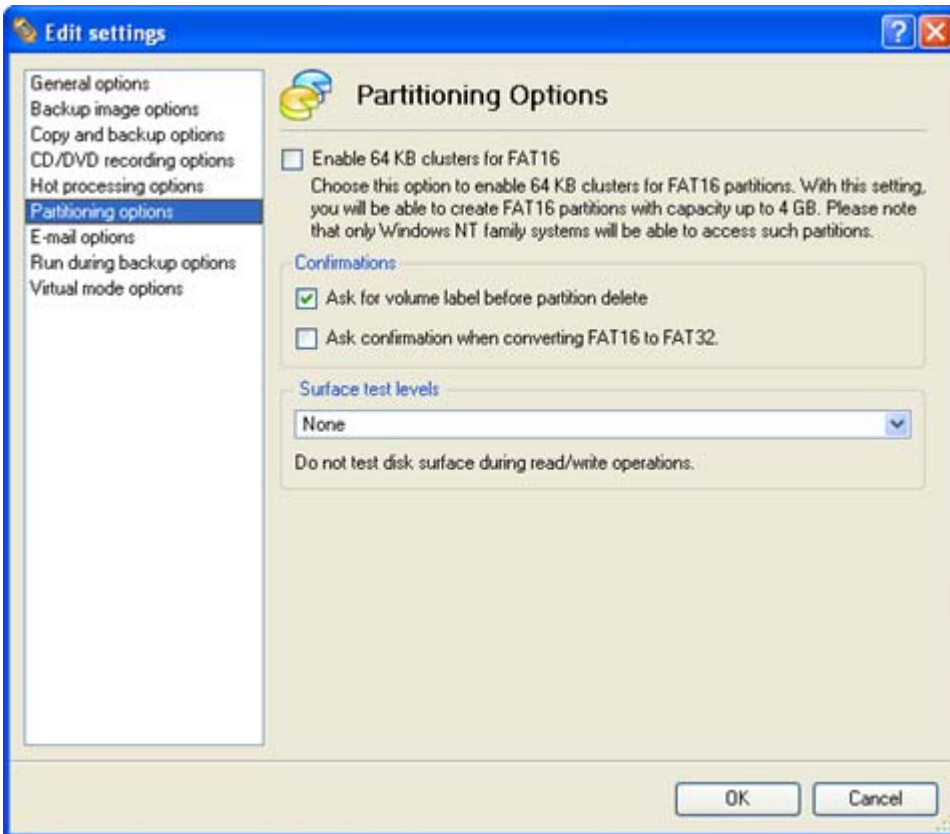 Edit settings
General options
Backup image options
Copy and backup options
CD/DVD recording options
Hot processing options
Partitioning options
E-mail options
Run during backup options
Virtual mode options
Partitioning Options
Enable 64 KB clusters for FAT16
Choose this option to enable 64 KB clusters for FAT16 partitions. With this setting,
you will be able to create FAT16 partitions with capacity up to 4 GB. Please note
that only Windows NT family systems will be able to access such partitions.
Confirmations
Ask for volume label before partition delete
Ask confirmation when converting FAT16 to FAT32.
Surface test levels
None
Do not test disk surface during read/write operations.
OK
Cancel